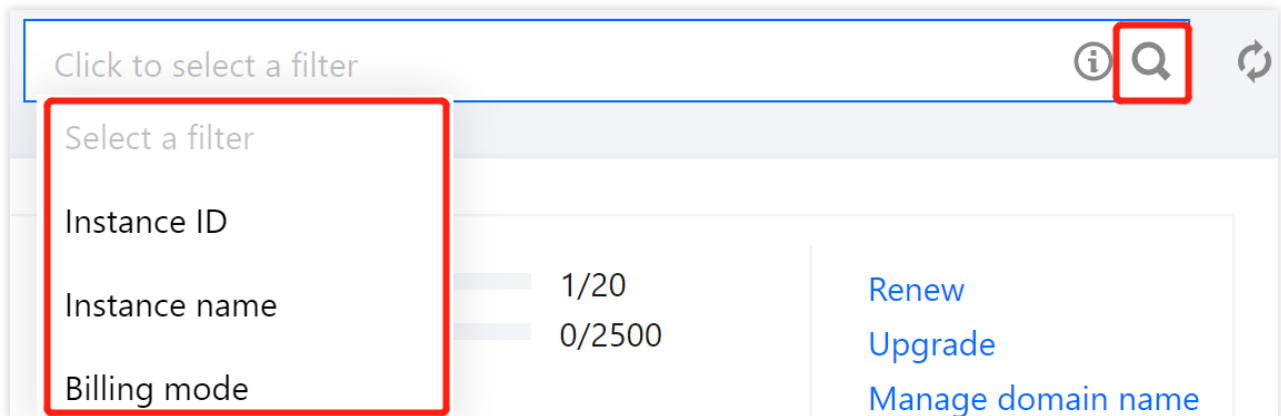 Click to select a filter
Select a filter
Instance ID
Instance name
Billing mode
1/20
0/2500
Renew
Upgrade
Manage domain name